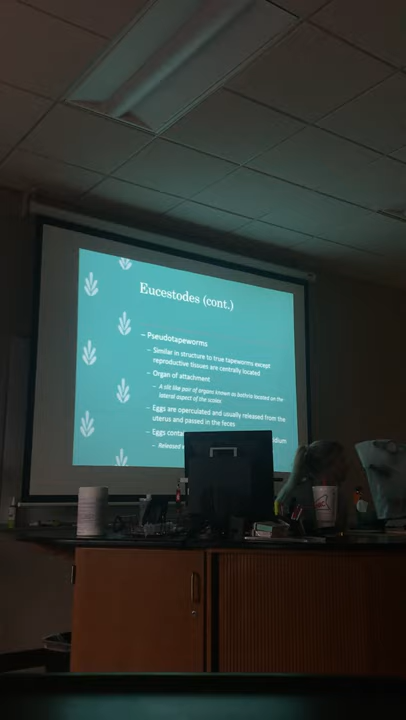 Eucestodes (cont.)
– Pseudotapeworms
– Similar in structure to true tapeworms except
reproductive tissues are centrally located
– Organ of attachment
– A slit like pair of organs known as bothria located on the
lateral aspect of the scolex
– Eggs are operculated and usually released from the
uterus and passed in the feces
– Eggs conta
– Released